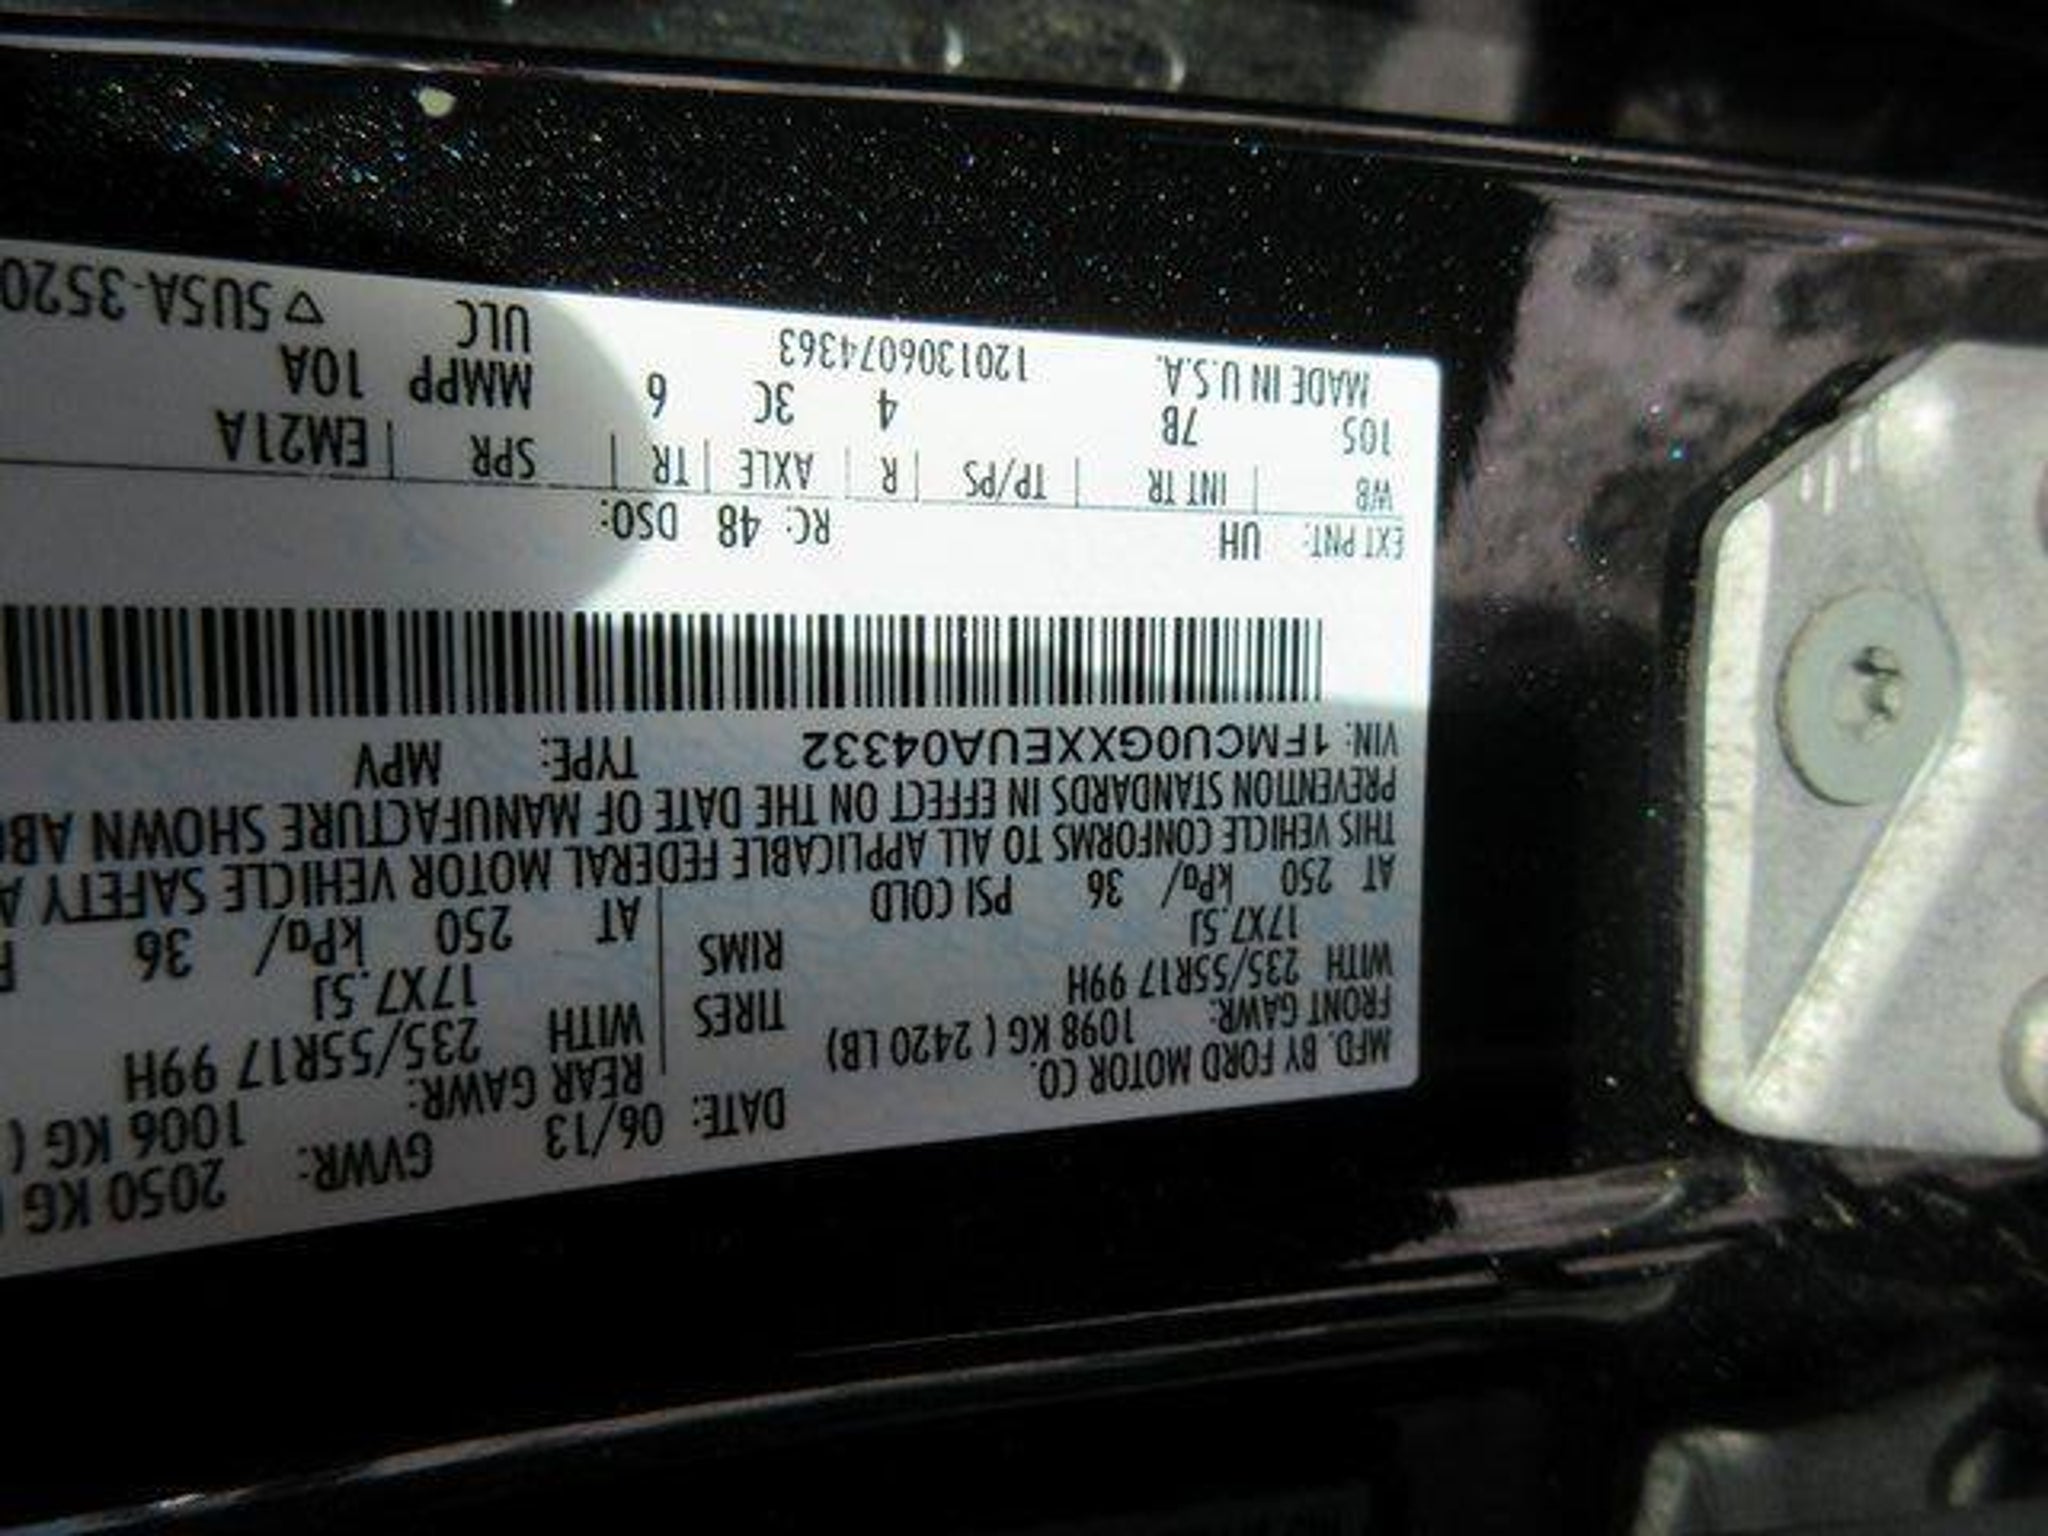 MFD. BY FORD MOTOR CO. DATE: 06/13 GVWR: 2050 KG
FRONT GAWR: 1098 KG ( 2420 LB) REAR GAWR: 1006 KG (
WITH 235/55R17 99H TIRES WITH 235/55R17 99H
17X7.5J RIMS 17X7.5J
AT 250 kPa/ 36 PSI COLD AT 250 kPa/ 36
THIS VEHICLE CONFORMS TO ALL APPLICABLE FEDERAL MOTOR VEHICLE SAFETY A
PREVENTION STANDARDS IN EFFECT ON THE DATE OF MANUFACTURE SHOWN ABO
VIN: 1FMCU0GXXEUA04332 TYPE: MPV
EXT PNT: UH RC: 48 DSO:
WB | INT TR | TP/PS | R | AXLE | TR | SPR | EM21A
105 7B 4 3C 6 MMPP 10A
MADE IN U.S.A. 1201306074363 ULC △ 5U5A-3520